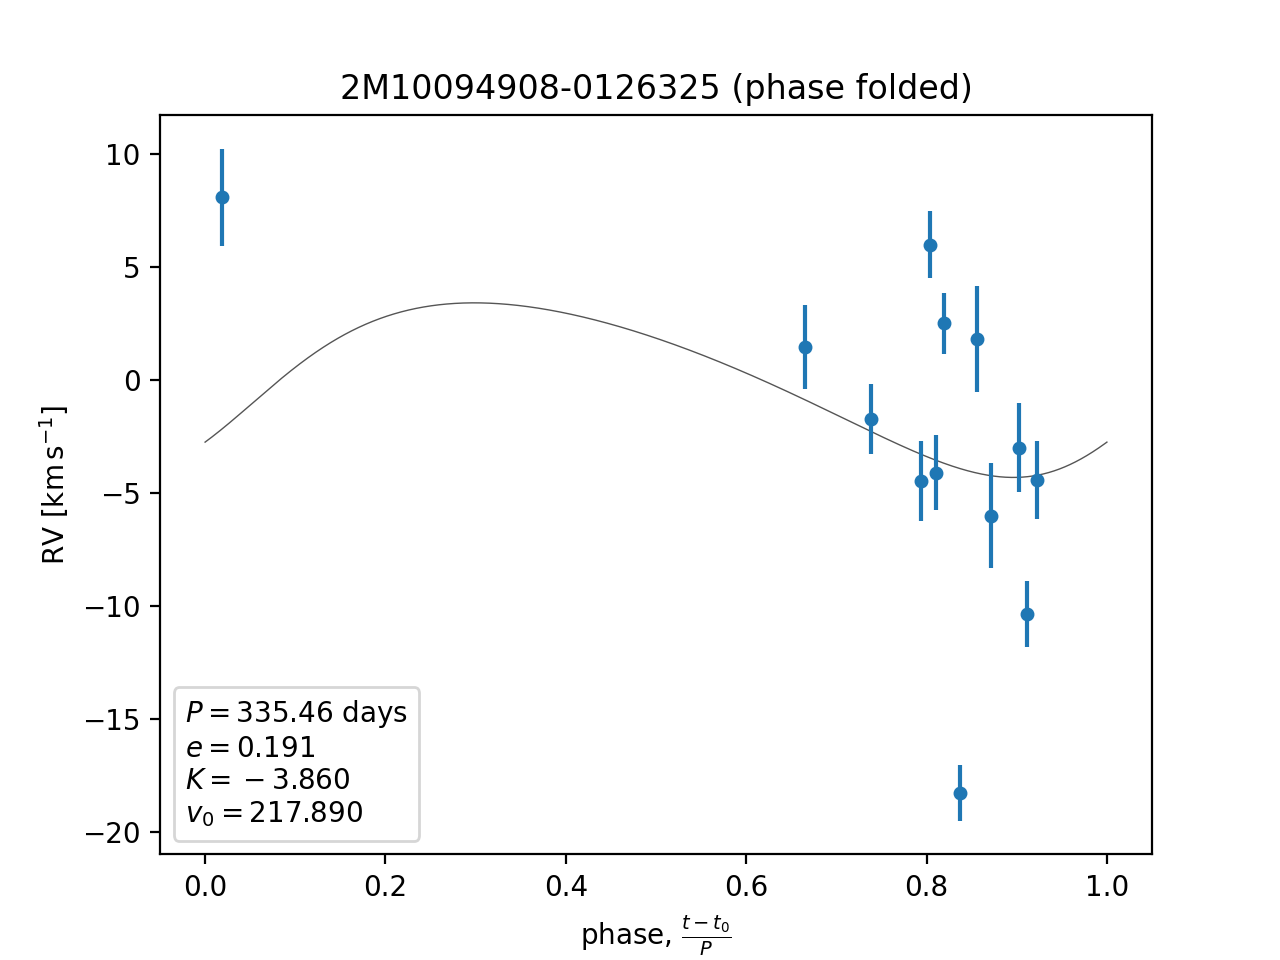 2M10094908-0126325 (phase folded)
10
5
0
−5
−10
−15
−20
RV [km s⁻¹]
P = 335.46 days
e = 0.191
K = −3.860
v₀ = 217.890
0.0 0.2 0.4 0.6 0.8 1.0
phase, (t − t₀)/P